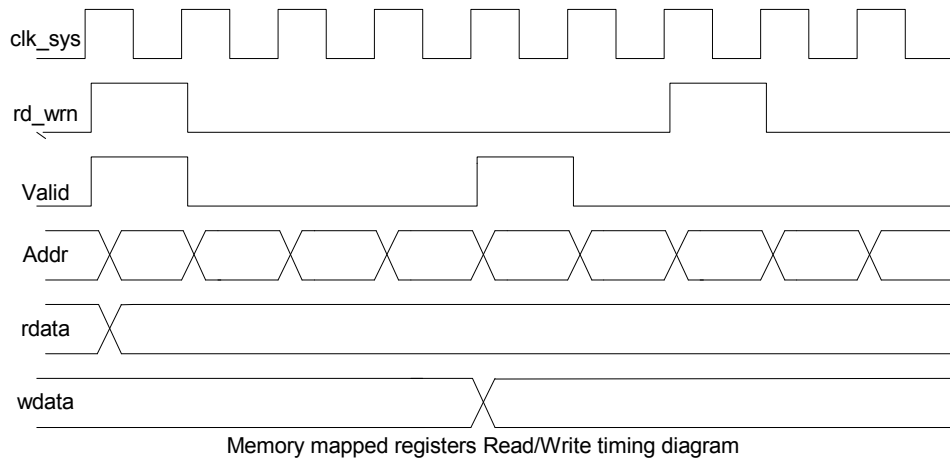 clk_sys
rd_wrn
Valid
Addr
rdata
wdata
Memory mapped registers Read/Write timing diagram